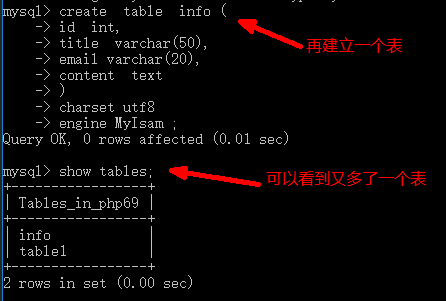 mysql> create  table  info (
    -> id  int,
    -> title  varchar(50),
    -> email varchar(20),
    -> content  text
    -> )
    -> charset utf8
    -> engine MyIsam ;
Query OK, 0 rows affected (0.01 sec)
再建立一个表
mysql> show tables;
可以看到又多了一个表
+-----------------+
| Tables_in_php69 |
+-----------------+
| info            |
| table1          |
+-----------------+
2 rows in set (0.00 sec)